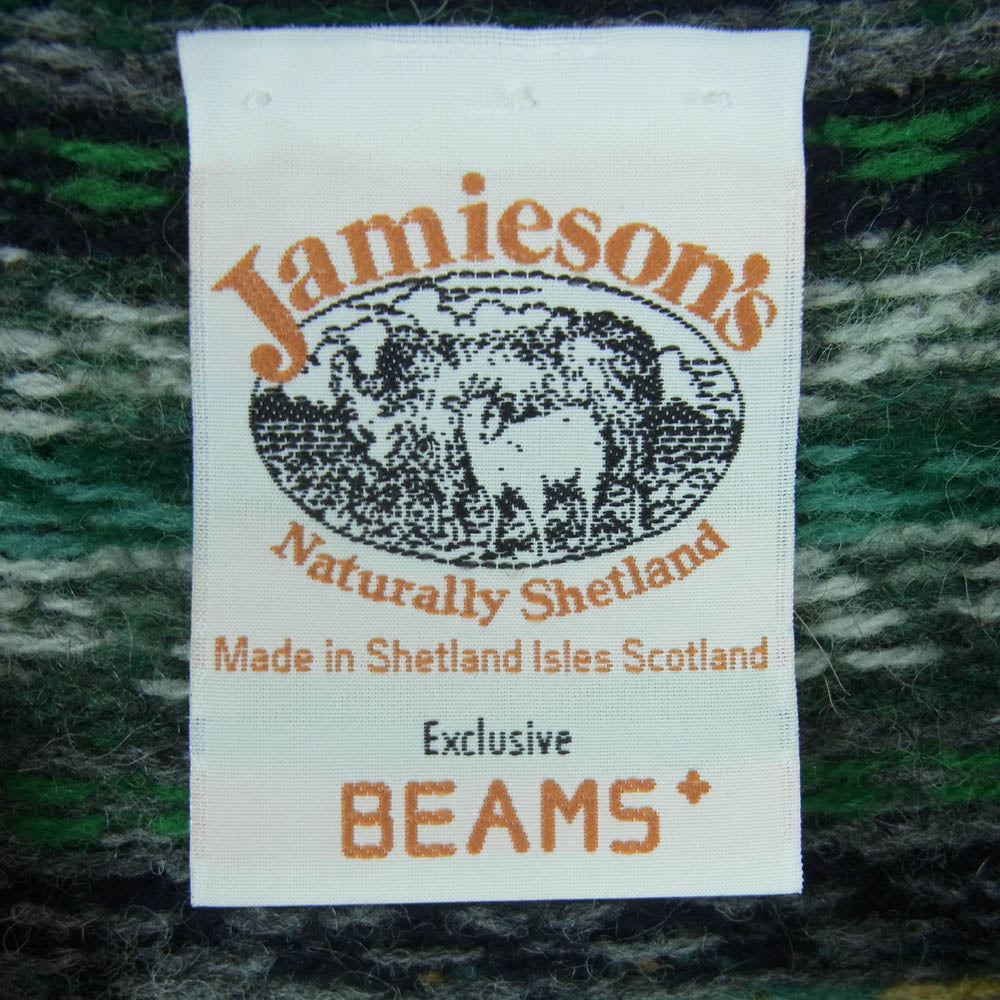 Jamieson's
Naturally Shetland
Made in Shetland Isles Scotland
Exclusive
BEAMS+